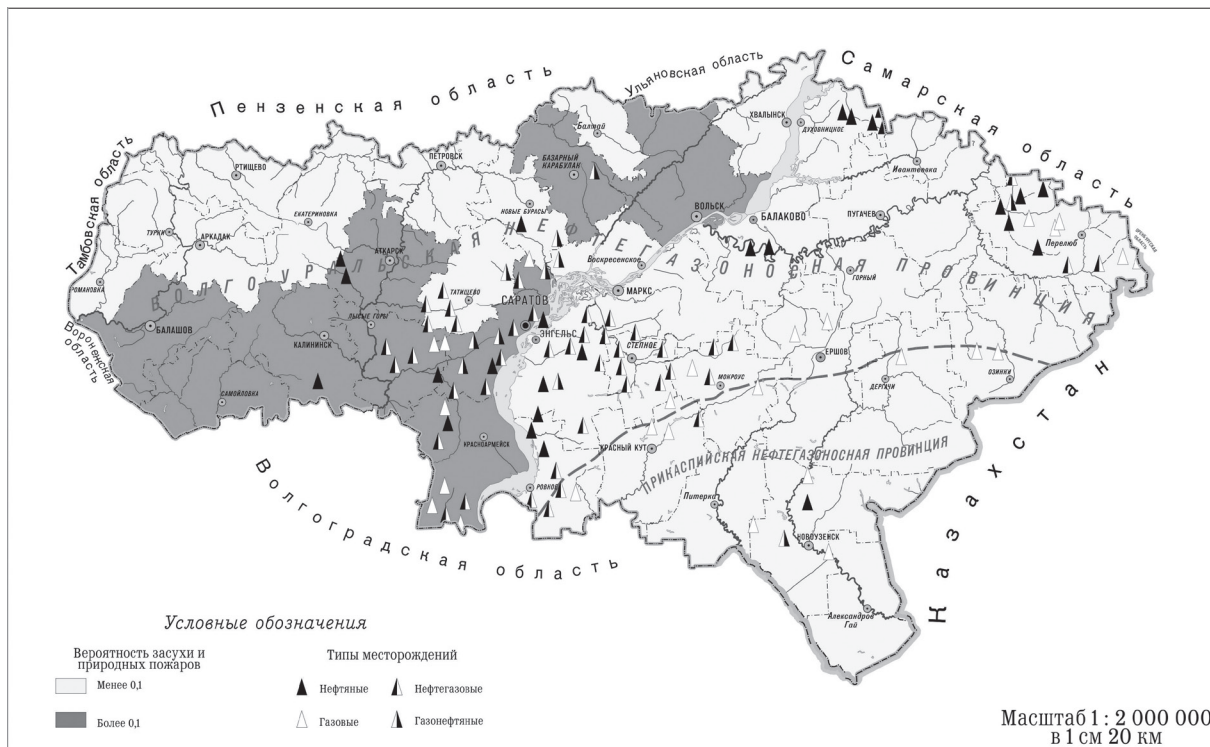 Пензенская область
Ульяновская область
Самарская область
Тамбовская область
Воронежская область
Волгоградская область
Казахстан
ВОЛГОУРАЛЬСКАЯ НЕФТЕГАЗОНОСНАЯ ПРОВИНЦИЯ
ПРИКАСПИЙСКАЯ НЕФТЕГАЗОНОСНАЯ ПРОВИНЦИЯ
ХВАЛЫНСК
ДУХОВНИЦКОЕ
Балтай
ПЕТРОВСК
БАЗАРНЫЙ
КАРАБУЛАК
Ивантеевка
РТИЩЕВО
НОВЫЕ БУРАСЫ
ВОЛЬСК
БАЛАКОВО
ПУГАЧЕВ
ЕКАТЕРИНОВКА
ТУРКИ
АРКАДАК
Перелюб
АТКАРСК
Воскресенское
ГОРНЫЙ
РОМАНОВКА
ТАТИЩЕВО
МАРКС
САРАТОВ
БАЛАШОВ
ЛЫСЫЕ ГОРЫ
КАЛИНИНСК
ЭНГЕЛЬС
СТЕПНОЕ
ЕРШОВ
МОКРОУС
ДЕРГАЧИ
ОЗИНКИ
САМОЙЛОВКА
КРАСНОАРМЕЙСК
КРАСНЫЙ КУТ
РОВНОЕ
Питерка
НОВОУЗЕНСК
Александров
Гай
Условные обозначения
Вероятность засухи и
природных пожаров
Менее 0,1
Более 0,1
Типы месторождений
Нефтяные
Нефтегазовые
Газовые
Газонефтяные
Масштаб 1 : 2 000 000
в 1 см 20 км